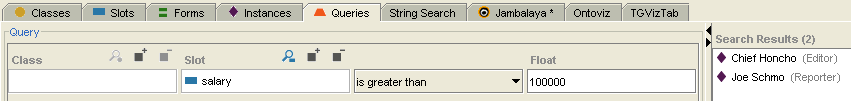 Classes Slots Forms Instances Queries String Search Jambalaya * Ontoviz TGVizTab
Query
Class Slot Float
salary is greater than 100000
Search Results (2)
Chief Honcho (Editor)
Joe Schmo (Reporter)